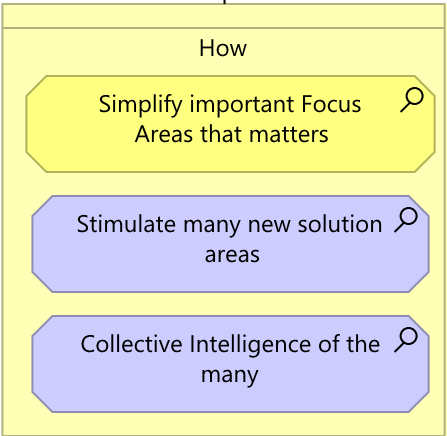 How
Simplify important Focus
Areas that matters
Stimulate many new solution
areas
Collective Intelligence of the
many